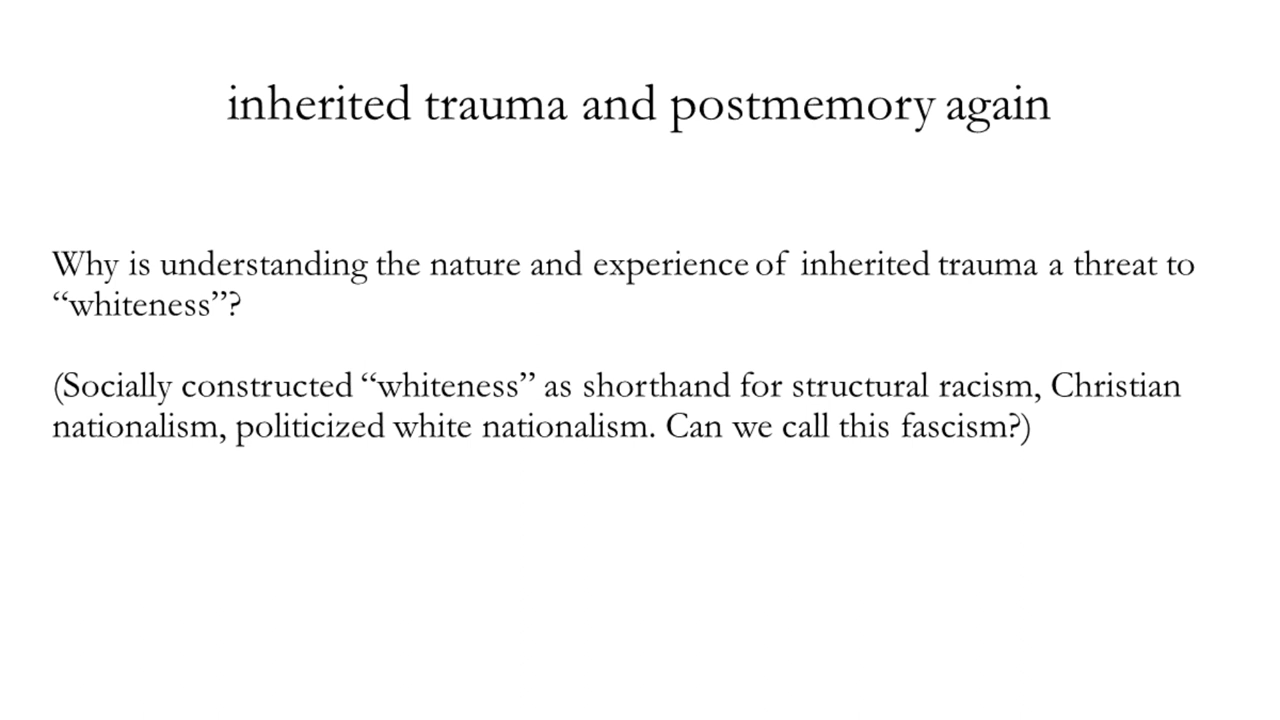 inherited trauma and postmemory again
Why is understanding the nature and experience of inherited trauma a threat to
“whiteness”?
(Socially constructed “whiteness” as shorthand for structural racism, Christian
nationalism, politicized white nationalism. Can we call this fascism?)